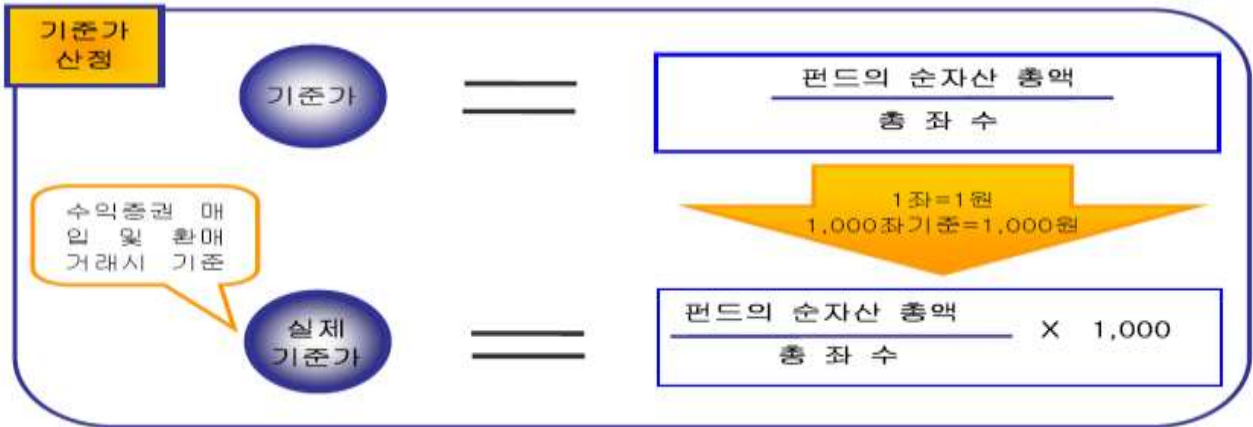 기준가
산정
기준가
펀드의 순자산 총액
총 좌 수
1좌=1원
1,000좌기준=1,000원
수익증권 매
입 및 환매
거래시 기준
실제
기준가
펀드의 순자산 총액
총 좌 수
X 1,000